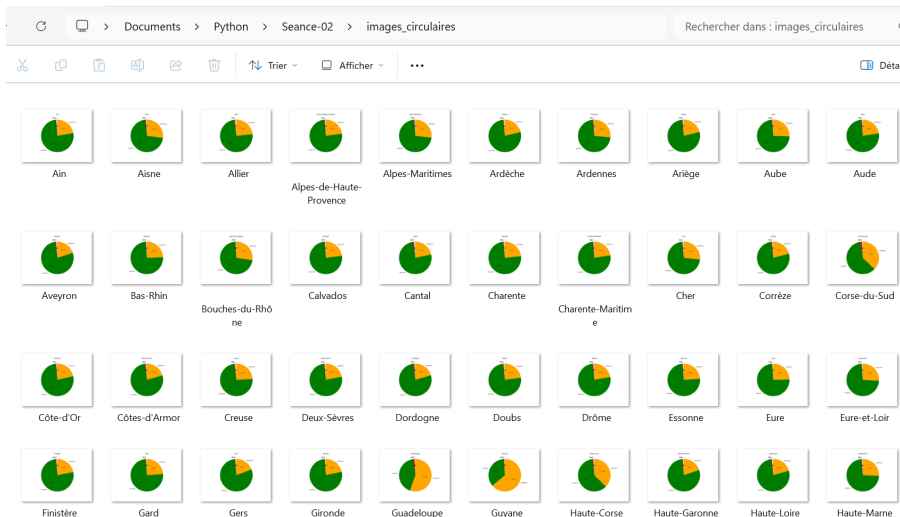 Documents > Python > Seance-02 > images_circulaires
Rechercher dans : images_circulaires
Trier
Afficher
Déta
Ain
Aisne
Allier
Alpes-de-Haute-
Provence
Alpes-Maritimes
Ardèche
Ardennes
Ariège
Aube
Aude
Aveyron
Bas-Rhin
Bouches-du-Rhô
ne
Calvados
Cantal
Charente
Charente-Maritim
e
Cher
Corrèze
Corse-du-Sud
Côte-d'Or
Côtes-d'Armor
Creuse
Deux-Sèvres
Dordogne
Doubs
Drôme
Essonne
Eure
Eure-et-Loir
Finistère
Gard
Gers
Gironde
Guadeloupe
Guyane
Haute-Corse
Haute-Garonne
Haute-Loire
Haute-Marne